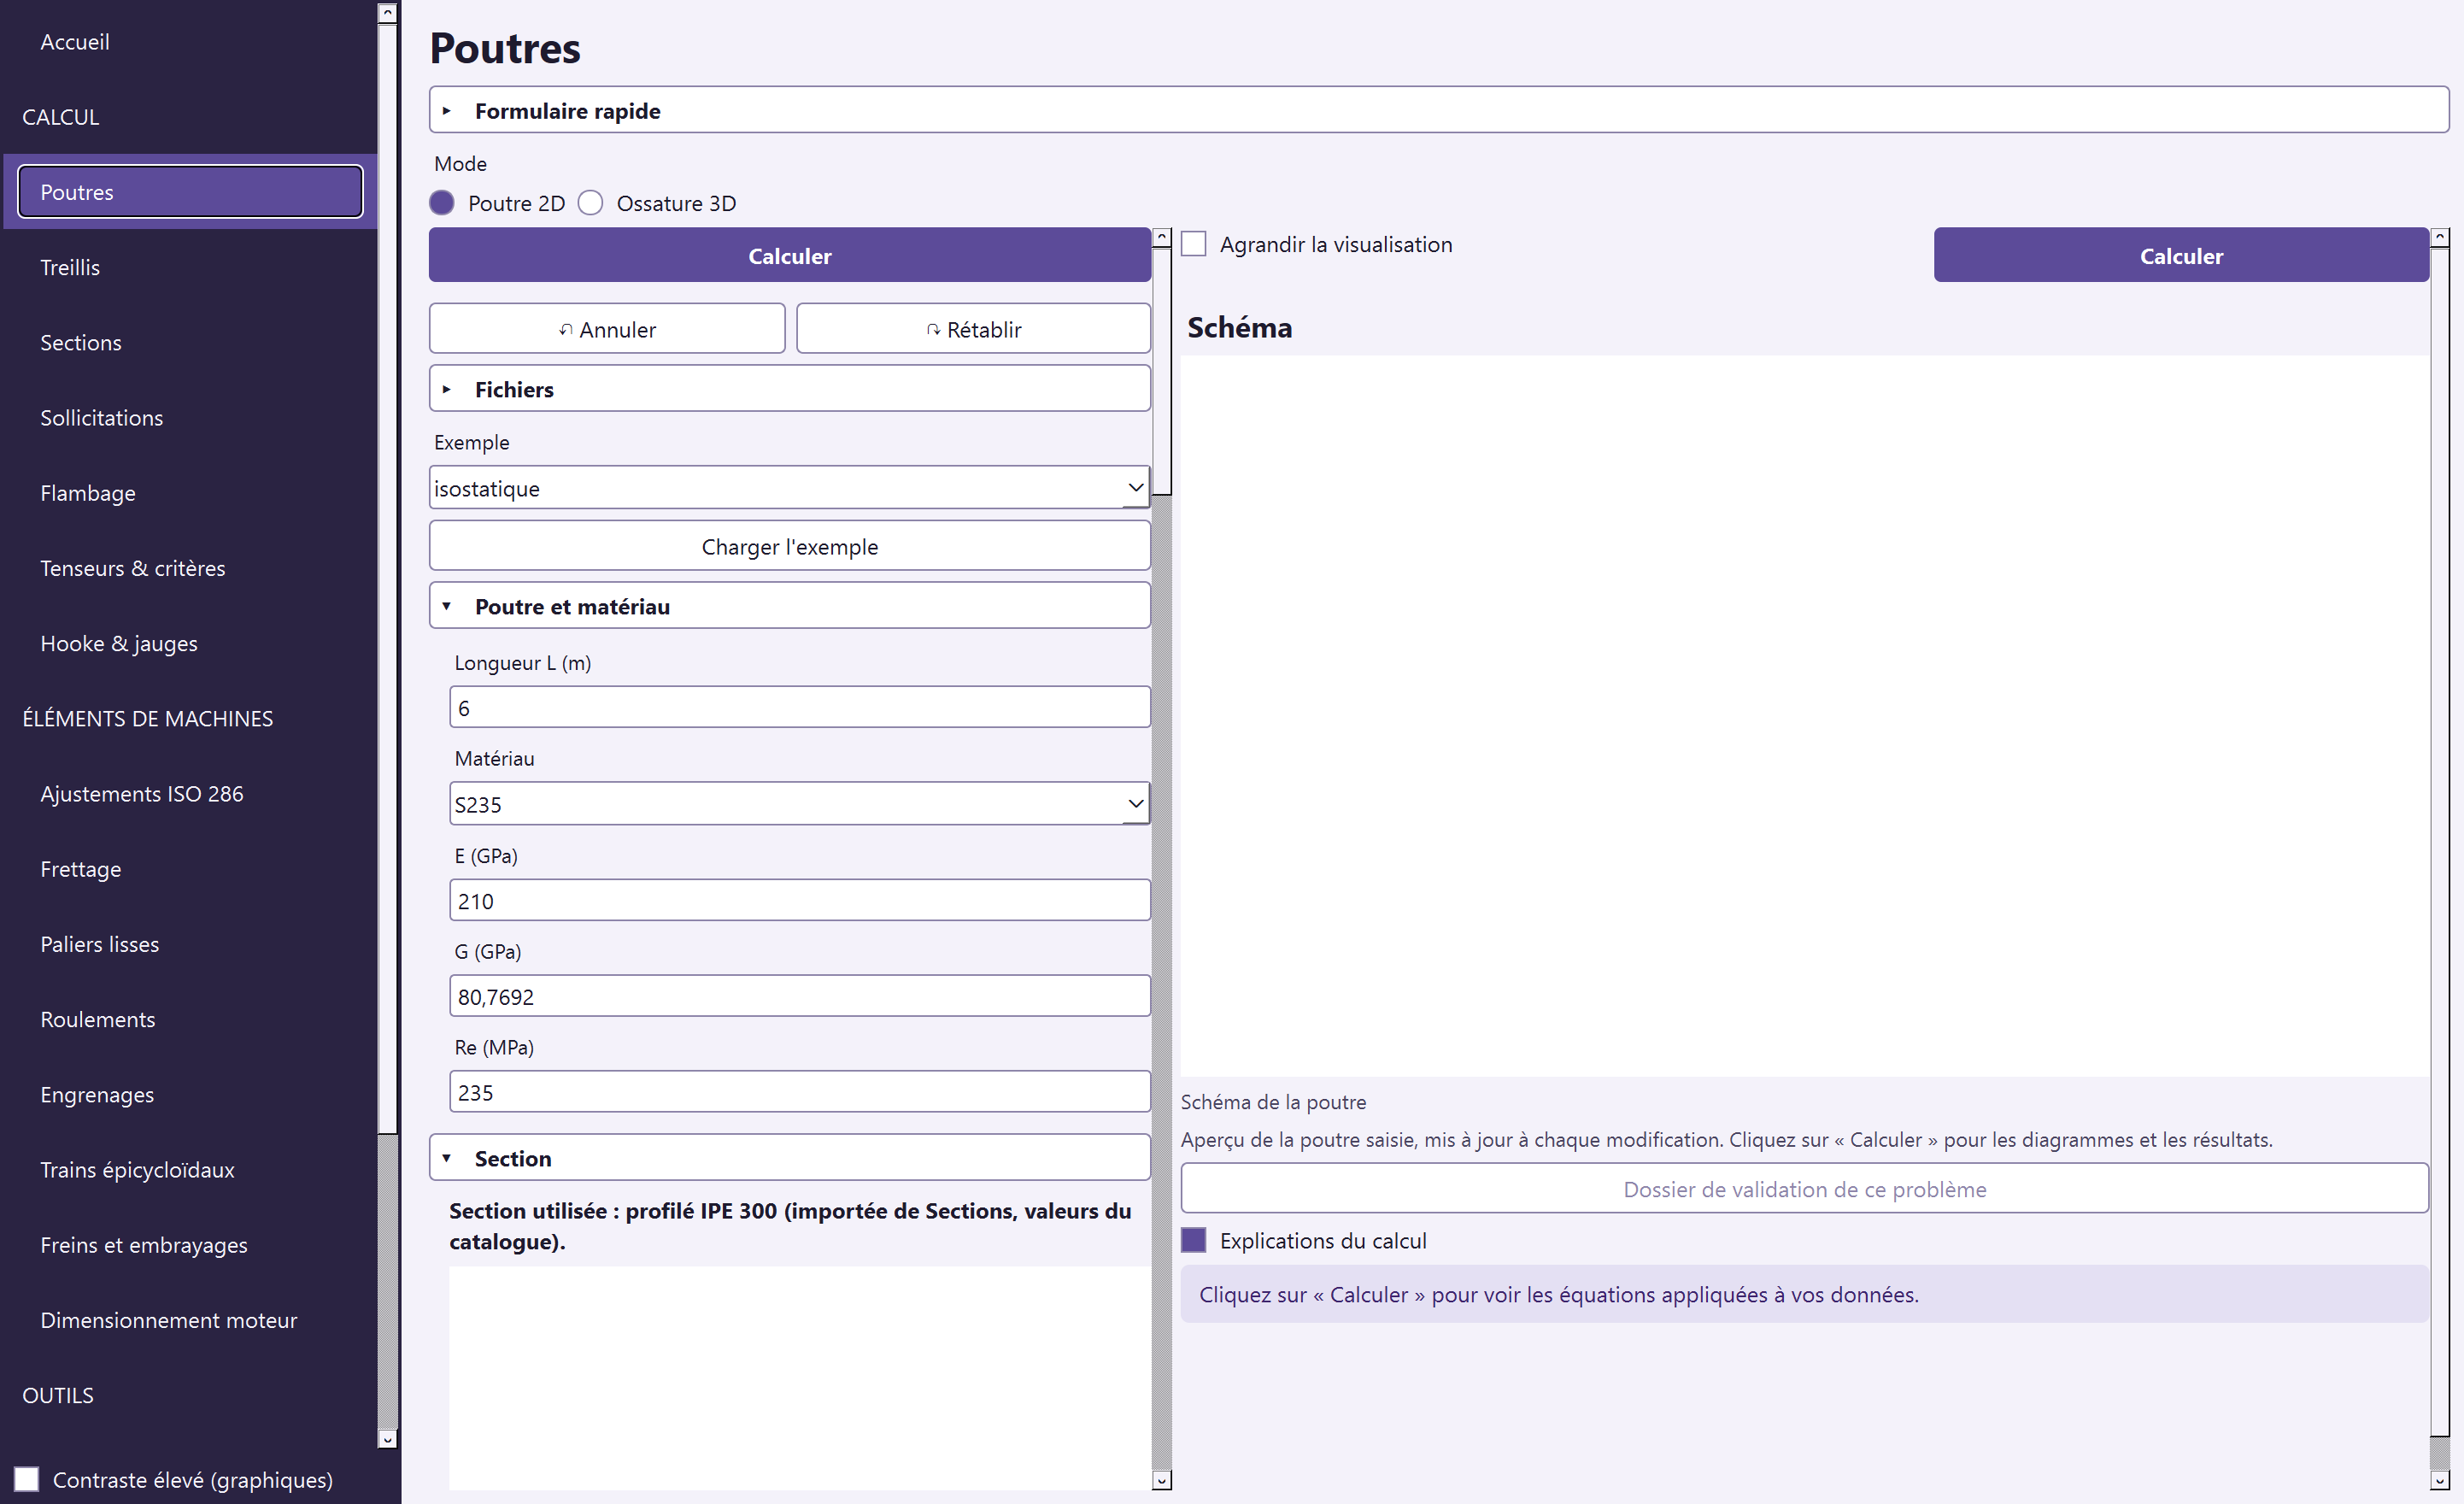 Accueil
CALCUL
Poutres
Treillis
Sections
Sollicitations
Flambage
Tenseurs & critères
Hooke & jauges
ÉLÉMENTS DE MACHINES
Ajustements ISO 286
Frettage
Paliers lisses
Roulements
Engrenages
Trains épicycloïdaux
Freins et embrayages
Dimensionnement moteur
OUTILS
Contraste élevé (graphiques)
Poutres
Formulaire rapide
Mode
Poutre 2D
Ossature 3D
Calculer
Annuler
Rétablir
Fichiers
Exemple
isostatique
Charger l'exemple
Poutre et matériau
Longueur L (m)
6
Matériau
S235
E (GPa)
210
G (GPa)
80,7692
Re (MPa)
235
Section
Section utilisée : profilé IPE 300 (importée de Sections, valeurs du
catalogue).
Agrandir la visualisation
Calculer
Schéma
Schéma de la poutre
Aperçu de la poutre saisie, mis à jour à chaque modification. Cliquez sur « Calculer » pour les diagrammes et les résultats.
Dossier de validation de ce problème
Explications du calcul
Cliquez sur « Calculer » pour voir les équations appliquées à vos données.